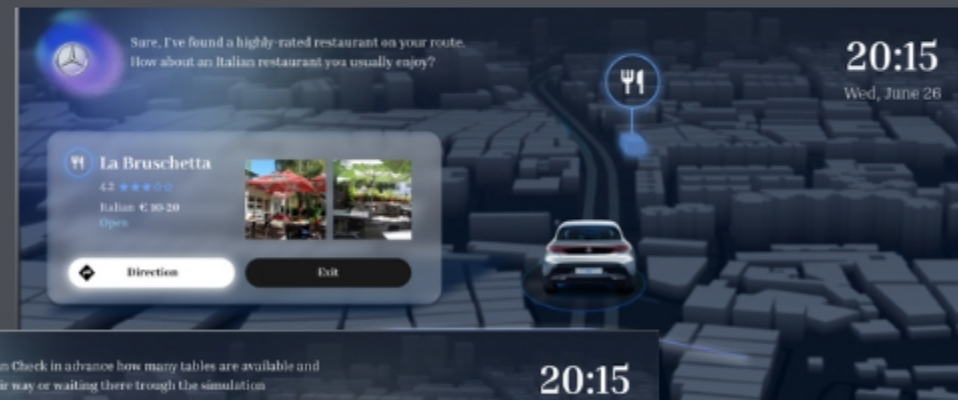 Sure, I've found a highly-rated restaurant on your route.
How about an Italian restaurant you usually enjoy?
20:15
Wed, June 26
La Bruschetta
4.2
Italian € 10-20
Open
Direction
Exit
Check in advance how many tables are available and
way or waiting there trough the simulation
20:15